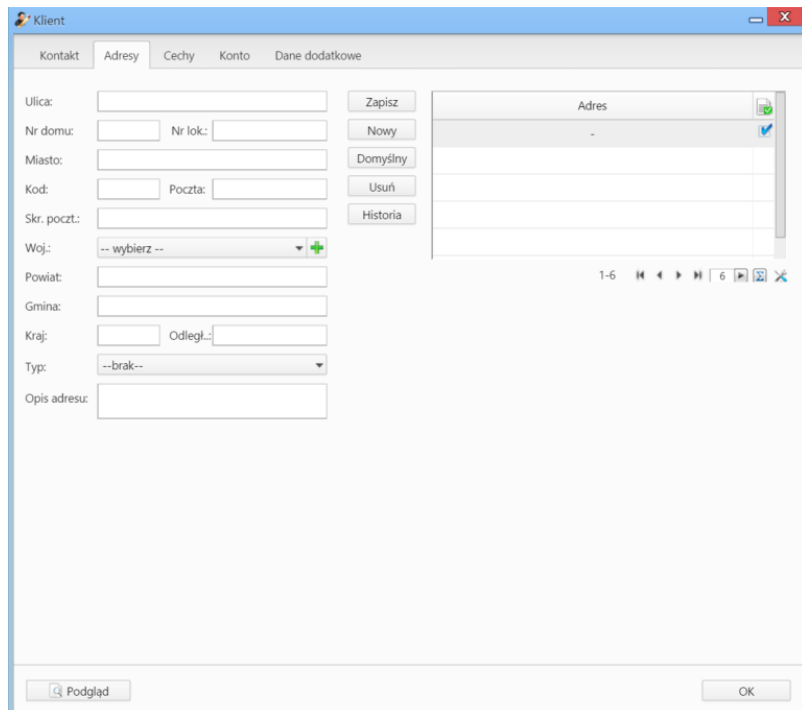 Klient
Kontakt Adresy Cechy Konto Dane dodatkowe
Ulica: Zapisz Adres
Nr domu: Nr lok.: Nowy -
Miasto: Domyślny
Kod: Poczta: Usuń
Skr. poczt.: Historia
Woj.: -- wybierz --
Powiat: 1-6 6
Gmina:
Kraj: Odległ..:
Typ: --brak--
Opis adresu:
Podgląd OK